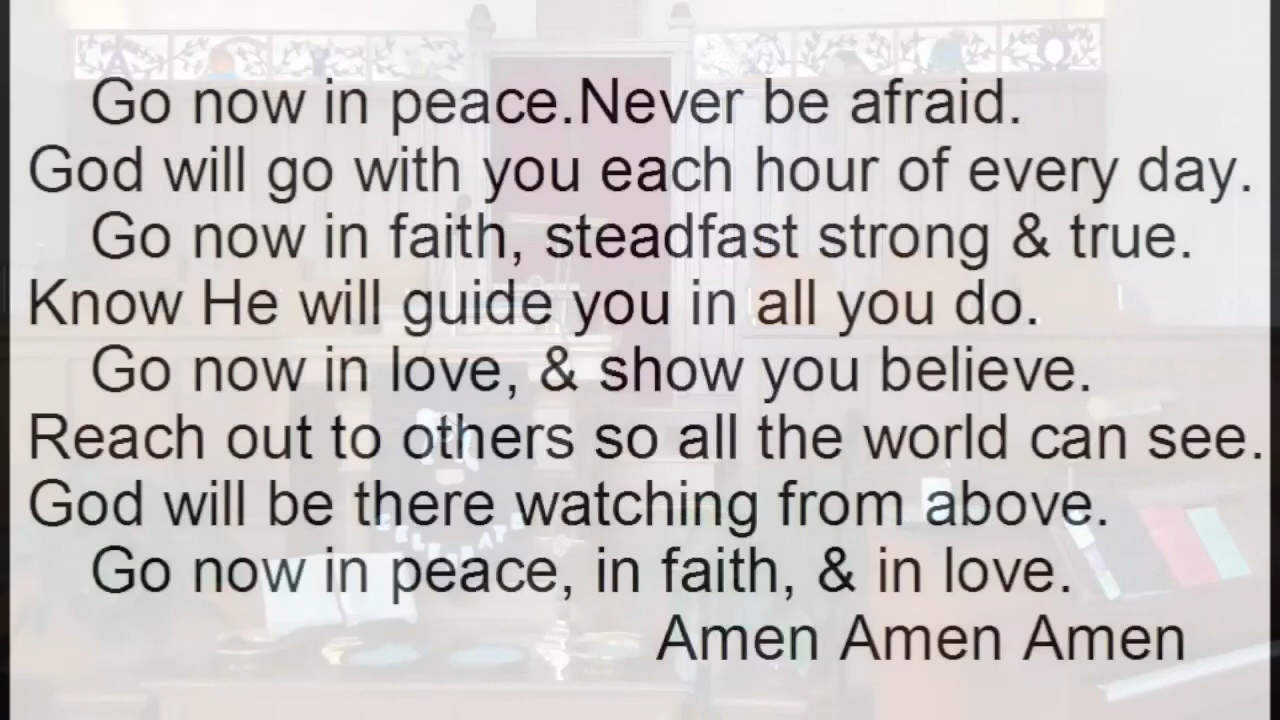 Go now in peace.Never be afraid.
God will go with you each hour of every day.
Go now in faith, steadfast strong & true.
Know He will guide you in all you do.
Go now in love, & show you believe.
Reach out to others so all the world can see.
God will be there watching from above.
Go now in peace, in faith, & in love.
Amen Amen Amen
CELEBRATE